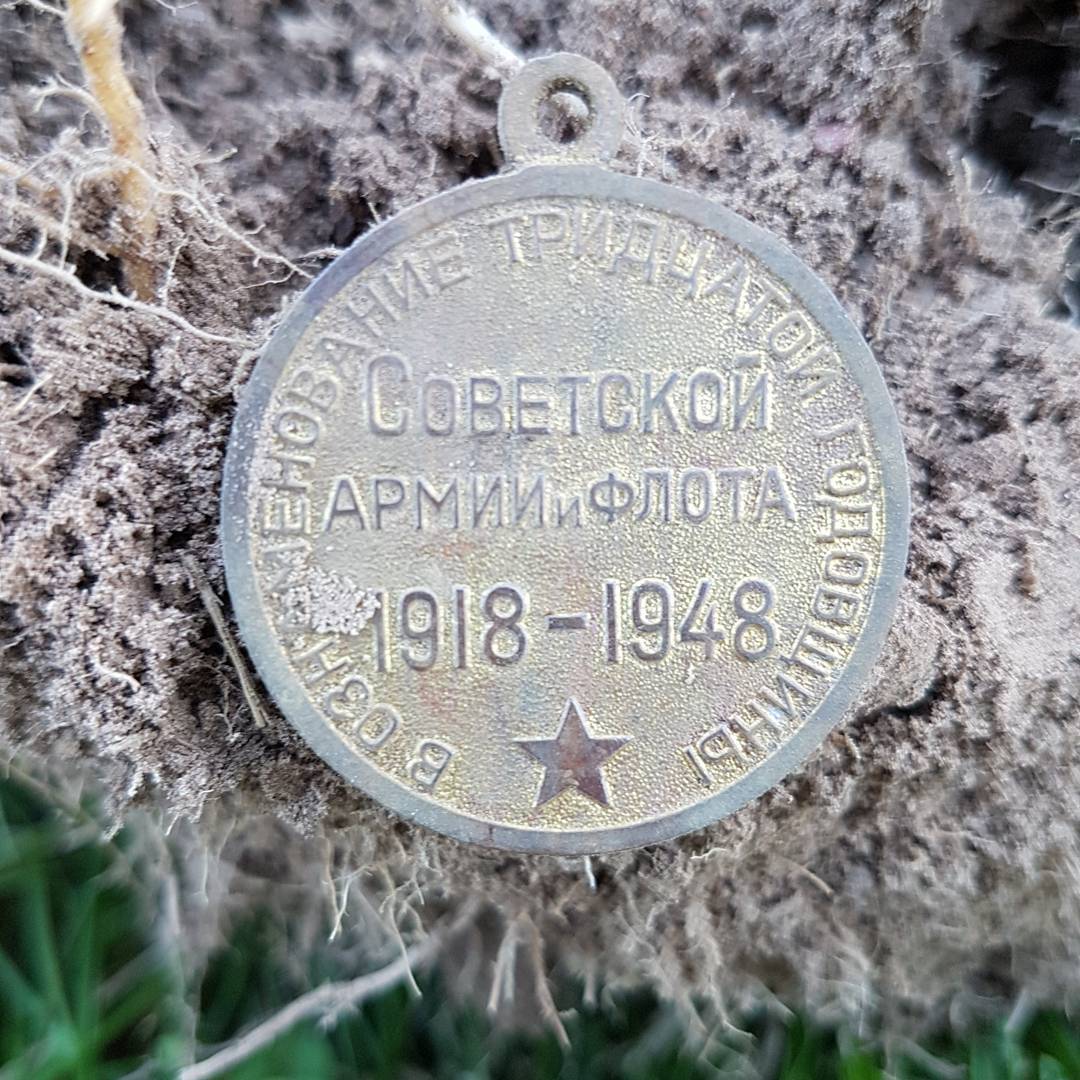 В ОЗНАМЕНОВАНИЕ ТРИДЦАТОЙ ГОДОВЩИНЫ
СОВЕТСКОЙ
АРМИИ и ФЛОТА
1918-1948